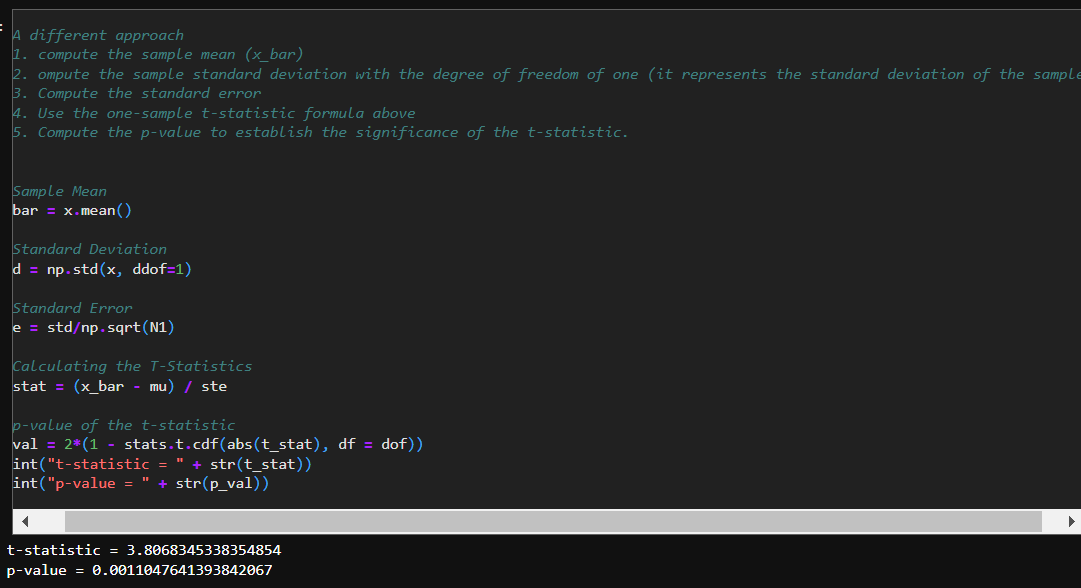 A different approach
1. compute the sample mean (x_bar)
2. ompute the sample standard deviation with the degree of freedom of one (it represents the standard deviation of the sample
3. Compute the standard error
4. Use the one-sample t-statistic formula above
5. Compute the p-value to establish the significance of the t-statistic.
Sample Mean
bar = x.mean()
Standard Deviation
d = np.std(x, ddof=1)
Standard Error
e = std/np.sqrt(N1)
Calculating the T-Statistics
stat = (x_bar - mu) / ste
p-value of the t-statistic
val = 2*(1 - stats.t.cdf(abs(t_stat), df = dof))
int("t-statistic = " + str(t_stat))
int("p-value = " + str(p_val))
t-statistic = 3.8068345338354854
p-value = 0.0011047641393842067